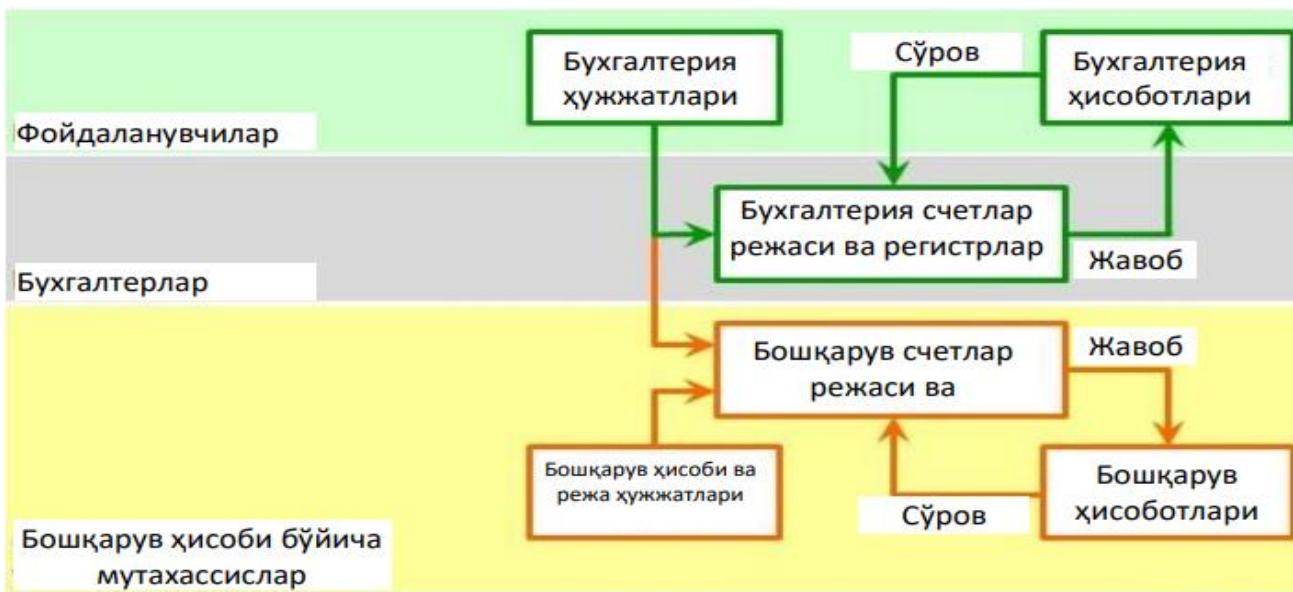 Бухгалтерия
ҳужжатлари
Сўров
Бухгалтерия
ҳисоботлари
Фойдаланувчилар
Бухгалтерия счетлар
режаси ва регистрлар
Жавоб
Бухгалтерлар
Бошқарув счетлар
режаси ва
Жавоб
Бошқарув ҳисоби ва
режа ҳужжатлари
Сўров
Бошқарув
ҳисоботлари
Бошқарув ҳисоби бўйича
мутахассислар